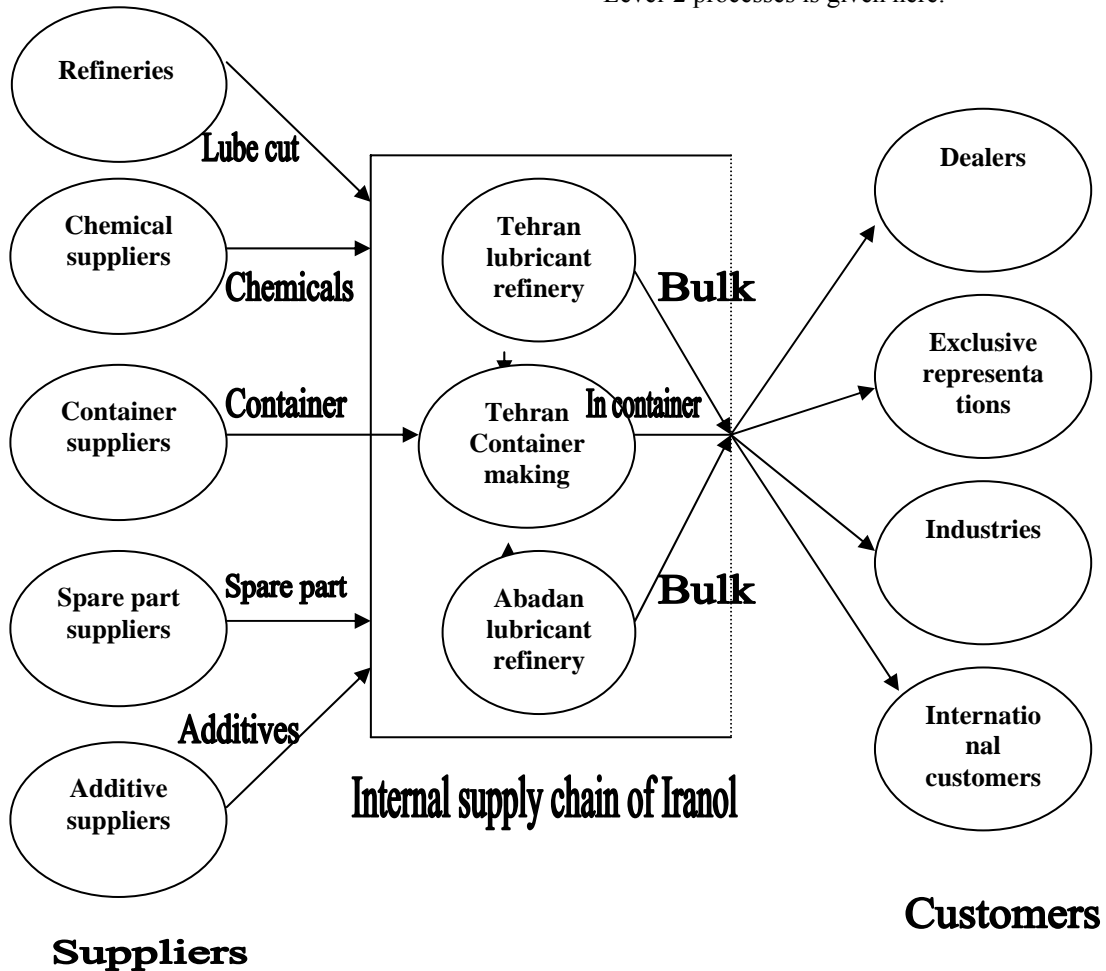 Level 2 processes is given here.
Refineries
Lube cut
Chemical
suppliers
Chemicals
Container
suppliers
Container
Spare part
suppliers
Spare part
Additive
suppliers
Additives
Suppliers
Tehran
lubricant
refinery
Bulk
Tehran
Container
making
In container
Abadan
lubricant
refinery
Bulk
Internal supply chain of Iranol
Dealers
Exclusive
representa
tions
Industries
Internatio
nal
customers
Customers